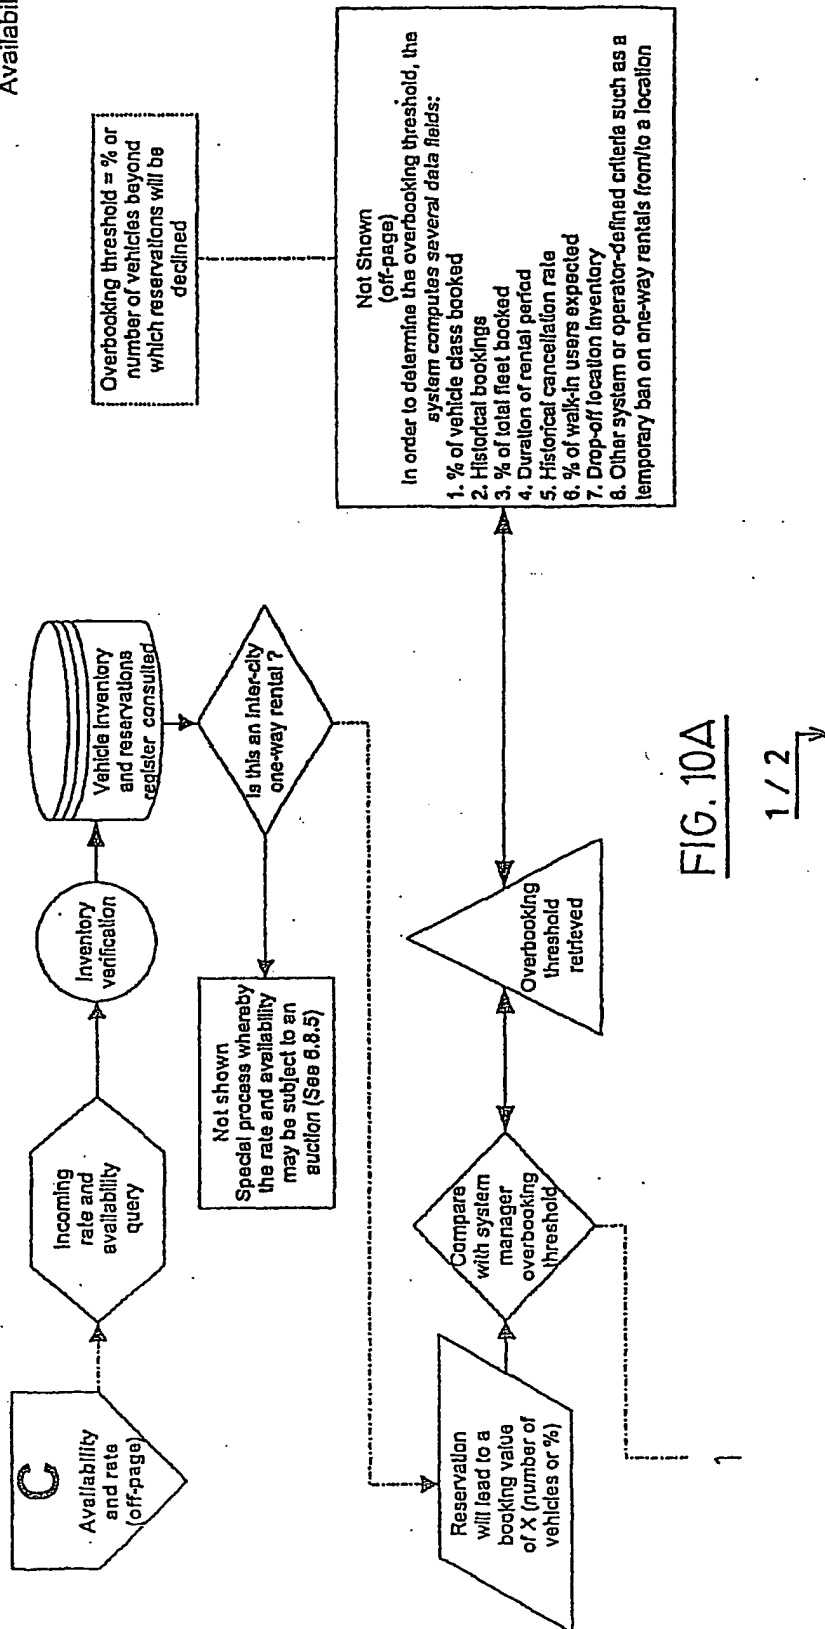 Availabil
C
Availability
and rate
(off-page)
Incoming
rate and
availability
query
Inventory
verification
Vehicle inventory
and reservations
register consulted
Is this an inter-city
one-way rental ?
Not shown
Special process whereby
the rate and availability
may be subject to an
auction (See 6.8.5)
Reservation
will lead to a
booking value
of X (number of
vehicles or %)
Compare
with system
manager
overbooking
threshold
Overbooking
threshold
retrieved
Overbooking threshold = % or
number of vehicles beyond
which reservations will be
declined
Not Shown
(off-page)
In order to determine the overbooking threshold, the
system computes several data fields:
1. % of vehicle class booked
2. Historical bookings
3. % of total fleet booked
4. Duration of rental period
5. Historical cancellation rate
6. % of walk-in users expected
7. Drop-off location inventory
8. Other system or operator-defined criteria such as a
temporary ban on one-way rentals from/to a location
1
FIG. 10A
1 / 2